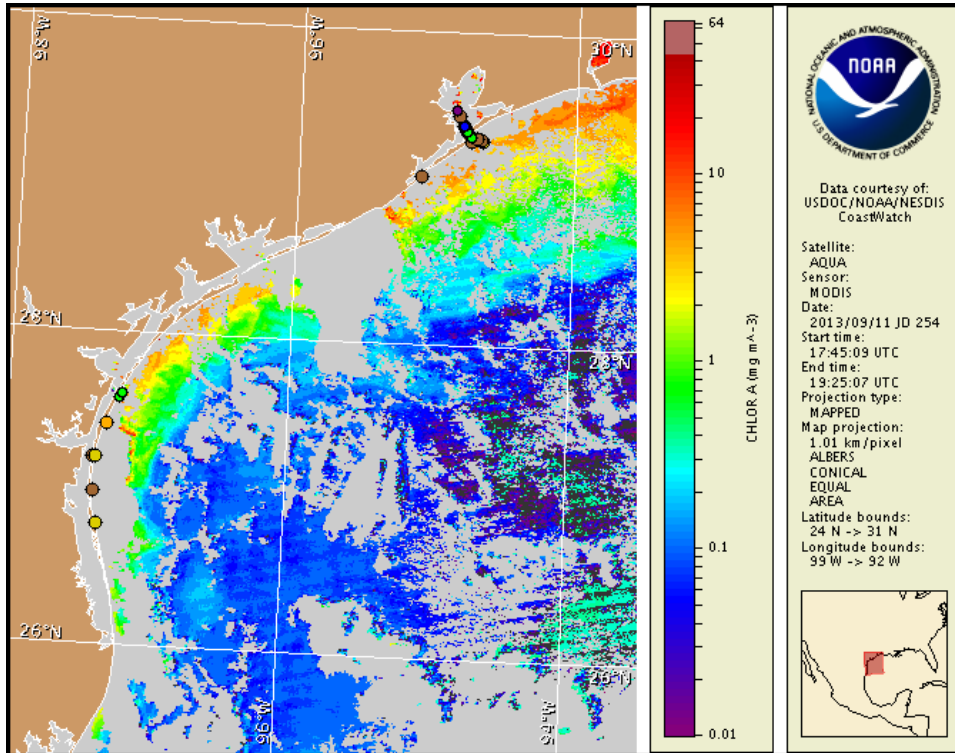 98°W
96°W
30°N
28°N
28°N
26°N
26°N
96°W
94°W
64
10
1
0.1
0.01
CHLOR A (mg m^-3)
NATIONAL OCEANIC AND ATMOSPHERIC ADMINISTRATION
NOAA
U.S. DEPARTMENT OF COMMERCE
Data courtesy of:
USDOC/NOAA/NESDIS
CoastWatch
Satellite:
AQUA
Sensor:
MODIS
Date:
2013/09/11 JD 254
Start time:
17:45:09 UTC
End time:
19:25:07 UTC
Projection type:
MAPPED
Map projection:
1.01 km/pixel
ALBERS
CONICAL
EQUAL
AREA
Latitude bounds:
24 N -> 31 N
Longitude bounds:
99 W -> 92 W